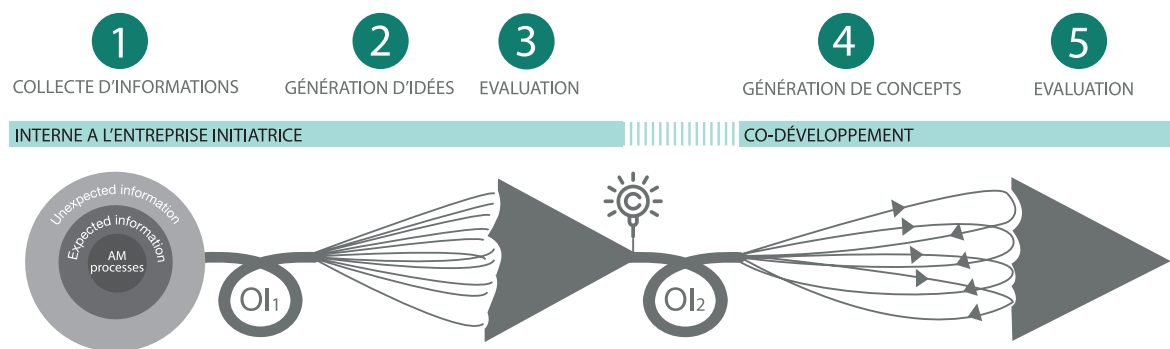 1 2 3 4 5
COLLECTE D'INFORMATIONS GÉNÉRATION D'IDÉES EVALUATION GÉNÉRATION DE CONCEPTS EVALUATION
INTERNE A L'ENTREPRISE INITIATRICE CO-DÉVELOPPEMENT
Unexpected information
Expected information
AM
processes
OI1
©
OI2